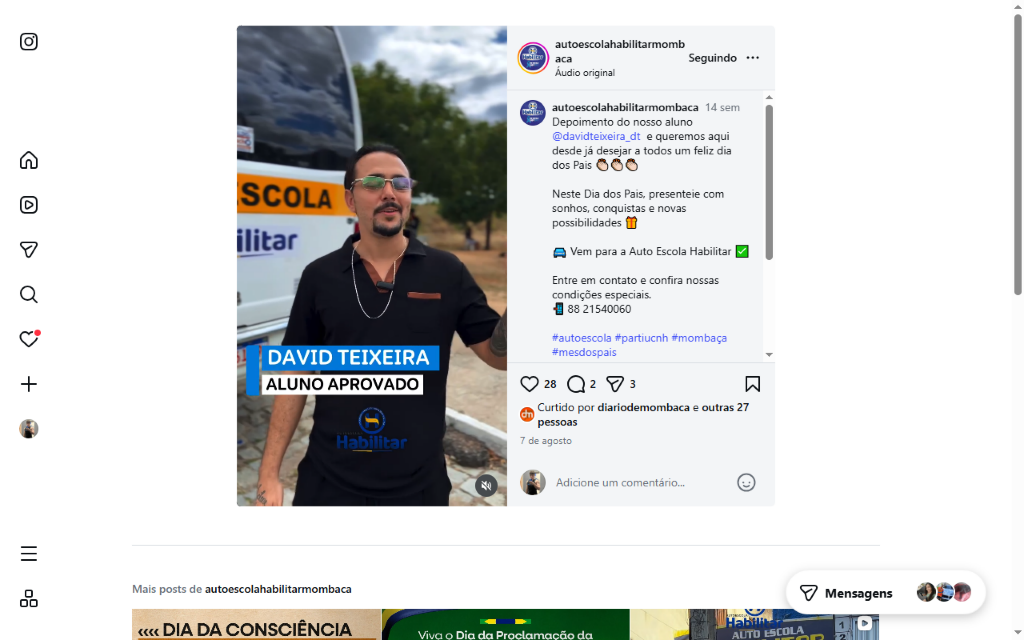 ESCOLA
ilitar
DAVID TEIXEIRA
ALUNO APROVADO
Habilitar
autoescolahabilitarmomb
aca
Áudio original
Seguindo
autoescolahabilitarmombaca 14 sem
Depoimento do nosso aluno
@davidteixeira_dt e queremos aqui
desde já desejar a todos um feliz dia
dos Pais 👏🏻👏🏻👏🏻
Neste Dia dos Pais, presenteie com
sonhos, conquistas e novas
possibilidades 🎁
🚘 Vem para a Auto Escola Habilitar ✅
Entre em contato e confira nossas
condições especiais.
📲 88 21540060
#autoescola #partiucnh #mombaça
#mesdospais
28 2 3
Curtido por diariodemombaca e outras 27
pessoas
7 de agosto
Adicione um comentário...
Mais posts de autoescolahabilitarmombaca
‹‹‹‹ DIA DA CONSCIÊNCIA
Viva o Dia da Proclamação da
Habilitar
AUTO ESCOLA
Mensagens